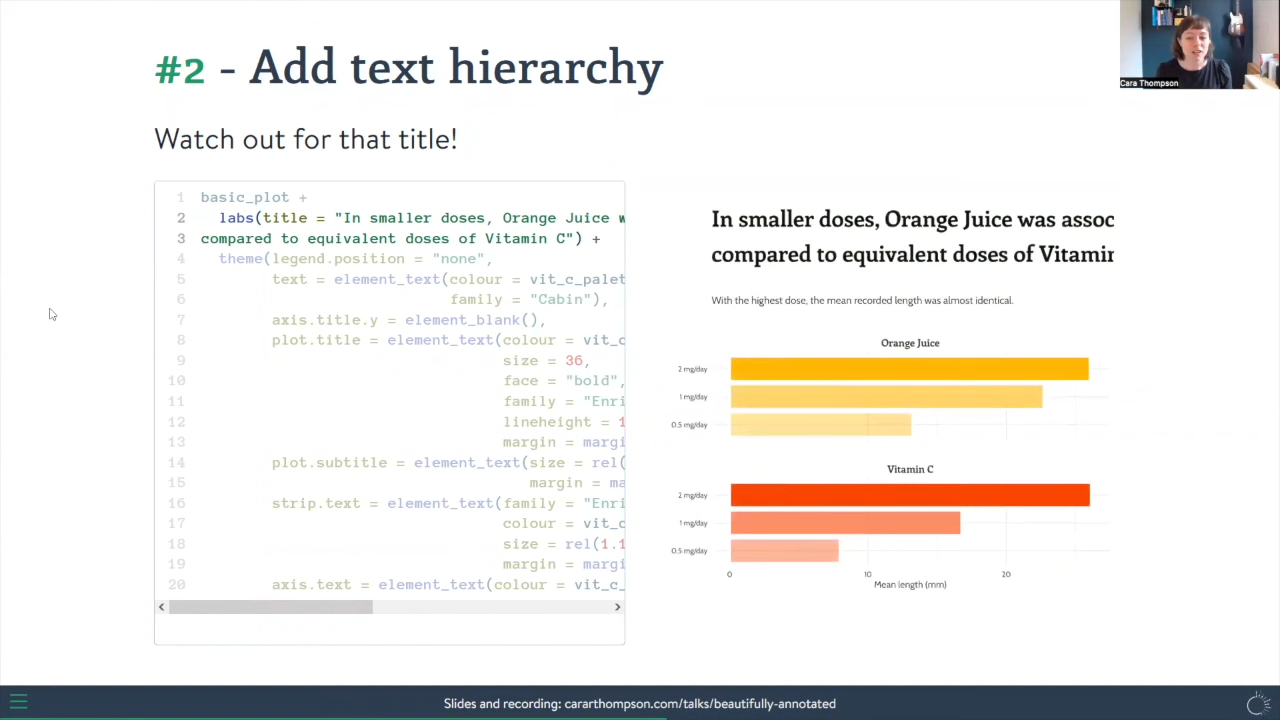 #2 - Add text hierarchy
Cara Thompson
Watch out for that title!
1 basic_plot +
2 labs(title = "In smaller doses, Orange Juice w
3 compared to equivalent doses of Vitamin C") +
4 theme(legend.position = "none",
5 text = element_text(colour = vit_c_palet
6 family = "Cabin"),
7 axis.title.y = element_blank(),
8 plot.title = element_text(colour = vit_c
9 size = 36,
10 face = "bold",
11 family = "Enri
12 lineheight = 1
13 margin = margi
14 plot.subtitle = element_text(size = rel(
15 margin = ma
16 strip.text = element_text(family = "Enri
17 colour = vit_c
18 size = rel(1.1
19 margin = margi
20 axis.text = element_text(colour = vit_c_
In smaller doses, Orange Juice was assoc
compared to equivalent doses of Vitamin
With the highest dose, the mean recorded length was almost identical.
Orange Juice
2 mg/day
1 mg/day
0.5 mg/day
Vitamin C
2 mg/day
1 mg/day
0.5 mg/day
0 10 20
Mean length (mm)
Slides and recording: cararthompson.com/talks/beautifully-annotated